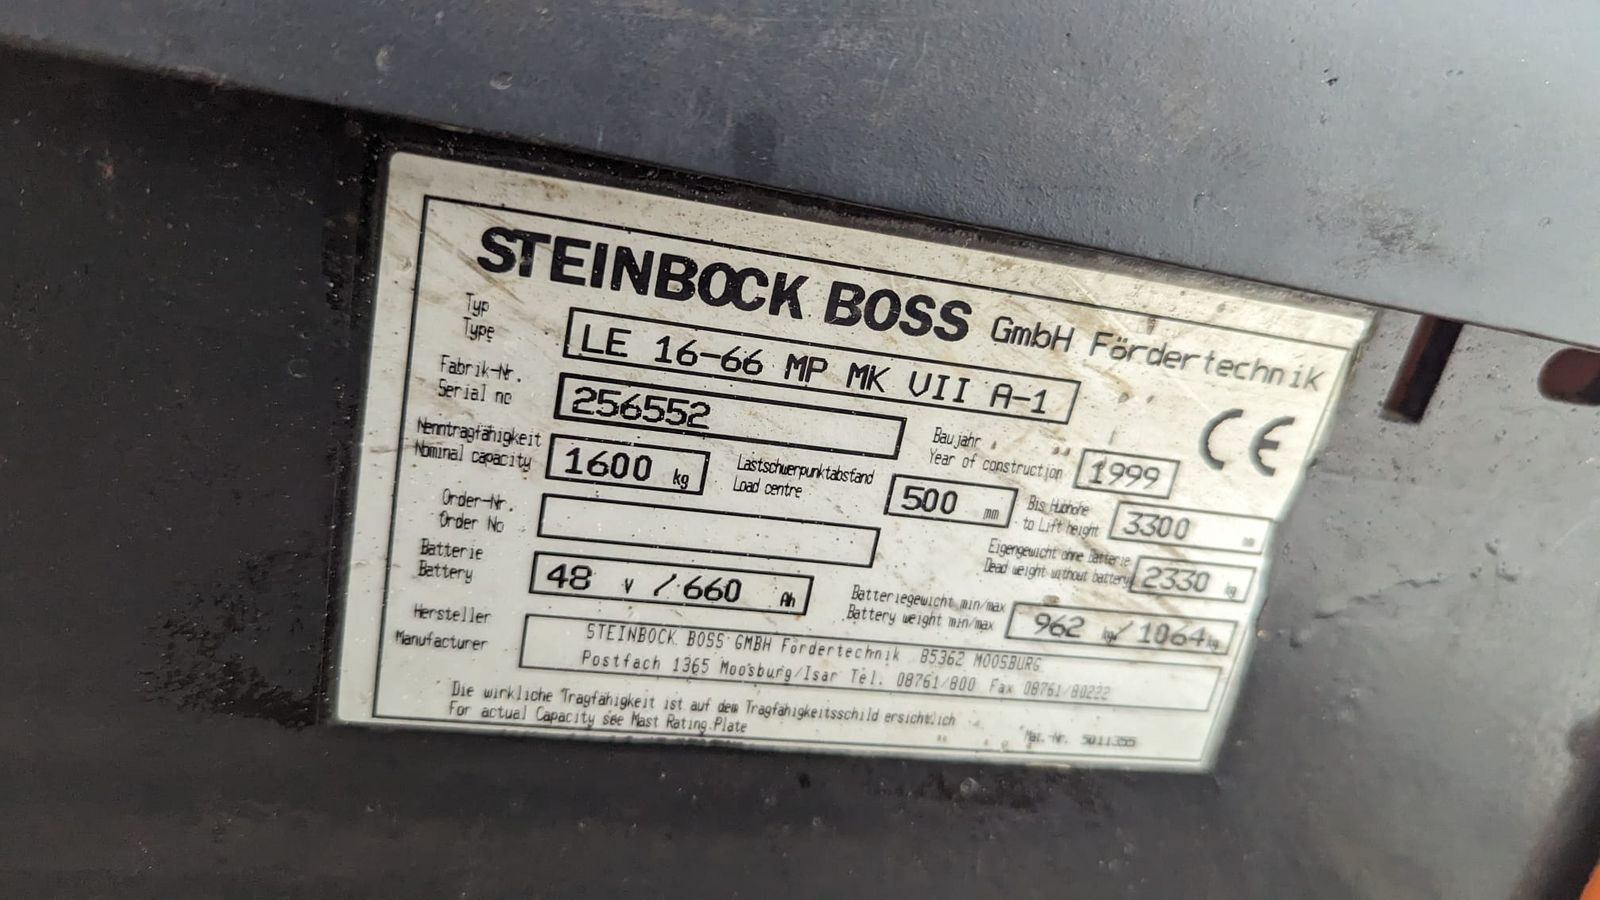 STEINBOCK BOSS GmbH Fördertechnik
Typ
Type
LE 16-66 MP MK VII A-1
CE
Fabrik-Nr.
Serial no
256552
Baujahr
Year of construction
1999
Nenntragfähigkeit
Nominal capacity
1600 kg
Lastschwerpunktabstand
Load centre
500 mm
Bis Hubhöhe
to Lift height
3300 mm
Order-Nr.
Order No
Eigengewicht ohne Batterie
Dead weight without battery
2330 kg
Batterie
Battery
48 v / 660 Ah
Batteriegewicht min/max
Battery weight min/max
962 kg / 1064 kg
Hersteller
Manufacturer
STEINBOCK BOSS GMBH Fördertechnik 85362 MOOSBURG
Postfach 1365 Moosburg/Isar Tel. 08761/800 Fax 08761/80222
Die wirkliche Tragfähigkeit ist auf dem Tragfähigkeitsschild ersichtlich
For actual Capacity see Mast Rating Plate
Mat.-Nr. 5011355